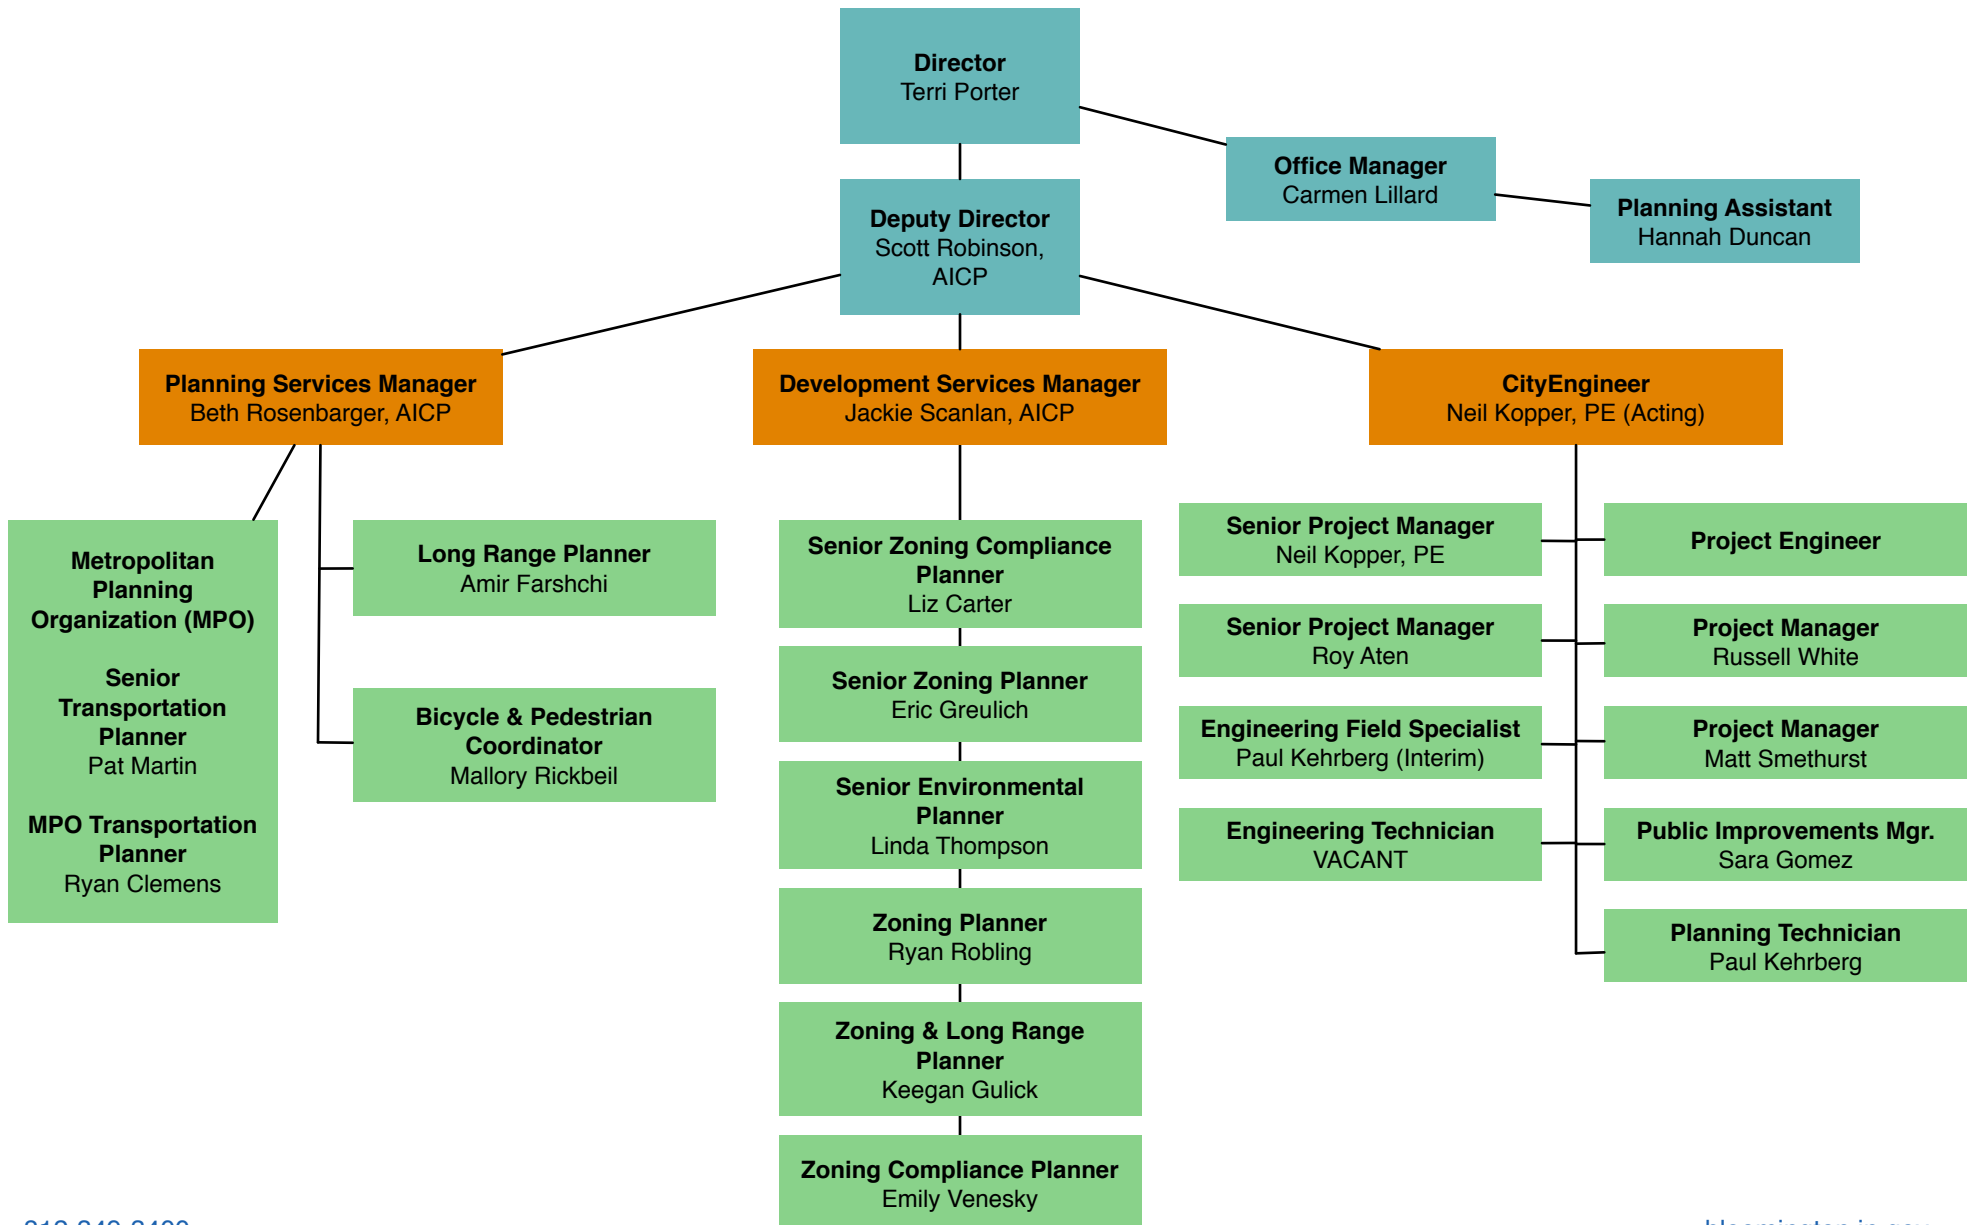 Director
Terri Porter
Office Manager
Carmen Lillard
Planning Assistant
Hannah Duncan
Deputy Director
Scott Robinson,
AICP
Planning Services Manager
Beth Rosenbarger, AICP
Development Services Manager
Jackie Scanlan, AICP
CityEngineer
Neil Kopper, PE (Acting)
Metropolitan
Planning
Organization (MPO)
Senior
Transportation
Planner
Pat Martin
MPO Transportation
Planner
Ryan Clemens
Long Range Planner
Amir Farshchi
Bicycle & Pedestrian
Coordinator
Mallory Rickbeil
Senior Zoning Compliance
Planner
Liz Carter
Senior Zoning Planner
Eric Greulich
Senior Environmental
Planner
Linda Thompson
Zoning Planner
Ryan Robling
Zoning & Long Range
Planner
Keegan Gulick
Zoning Compliance Planner
Emily Venesky
Senior Project Manager
Neil Kopper, PE
Senior Project Manager
Roy Aten
Engineering Field Specialist
Paul Kehrberg (Interim)
Engineering Technician
VACANT
Project Engineer
Project Manager
Russell White
Project Manager
Matt Smethurst
Public Improvements Mgr.
Sara Gomez
Planning Technician
Paul Kehrberg